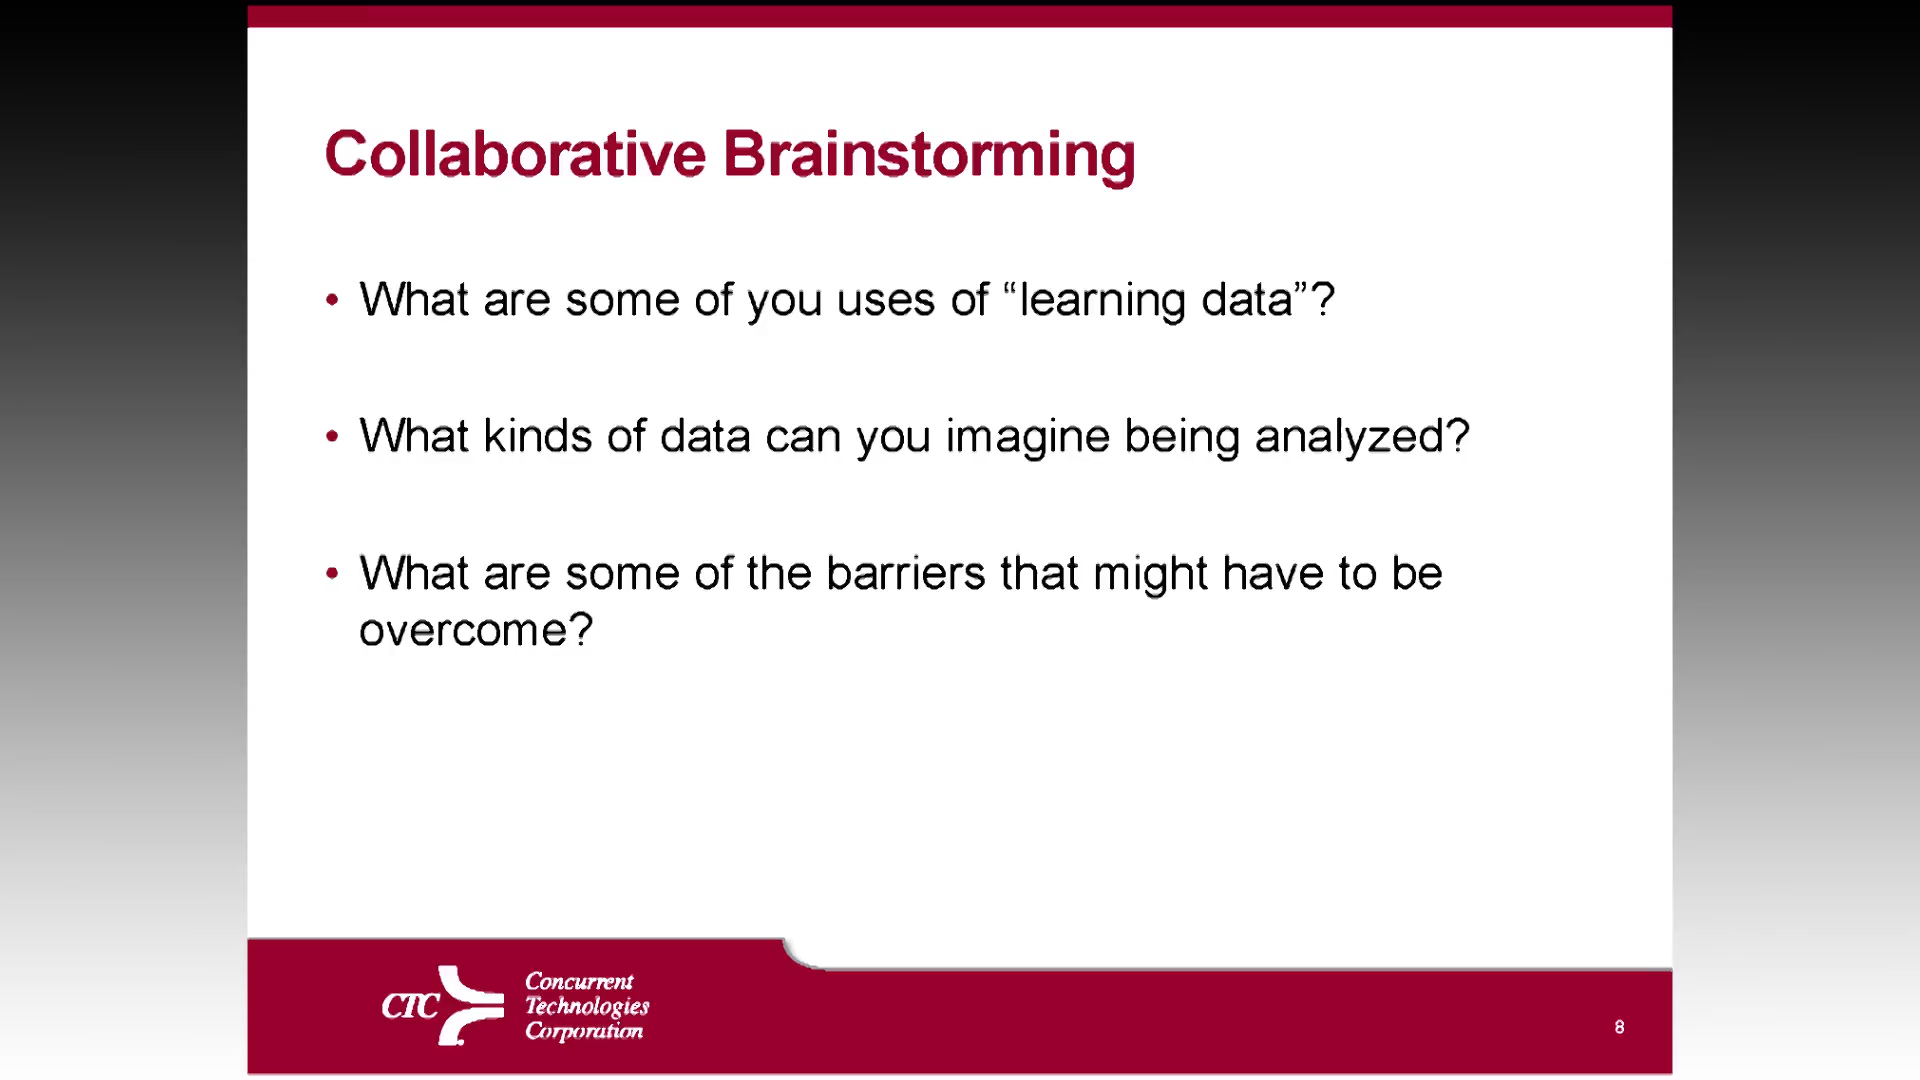 Collaborative Brainstorming
• What are some of you uses of “learning data”?
• What kinds of data can you imagine being analyzed?
• What are some of the barriers that might have to be
overcome?
CTC
Concurrent
Technologies
Corporation
8